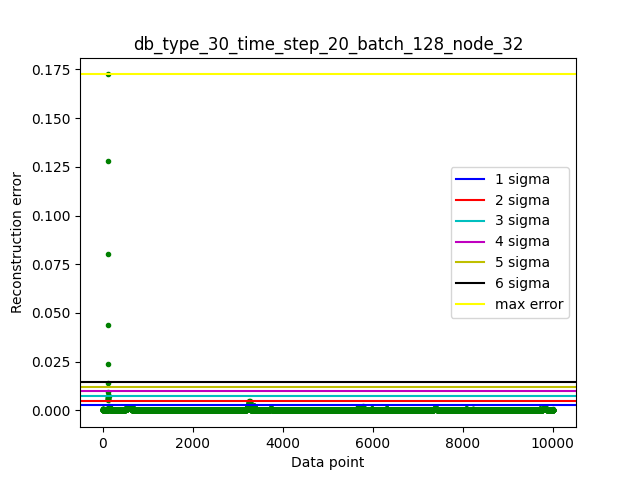 db_type_30_time_step_20_batch_128_node_32
0.175
0.150
0.125
0.100
0.075
0.050
0.025
0.000
Reconstruction error
1 sigma
2 sigma
3 sigma
4 sigma
5 sigma
6 sigma
max error
0 2000 4000 6000 8000 10000
Data point